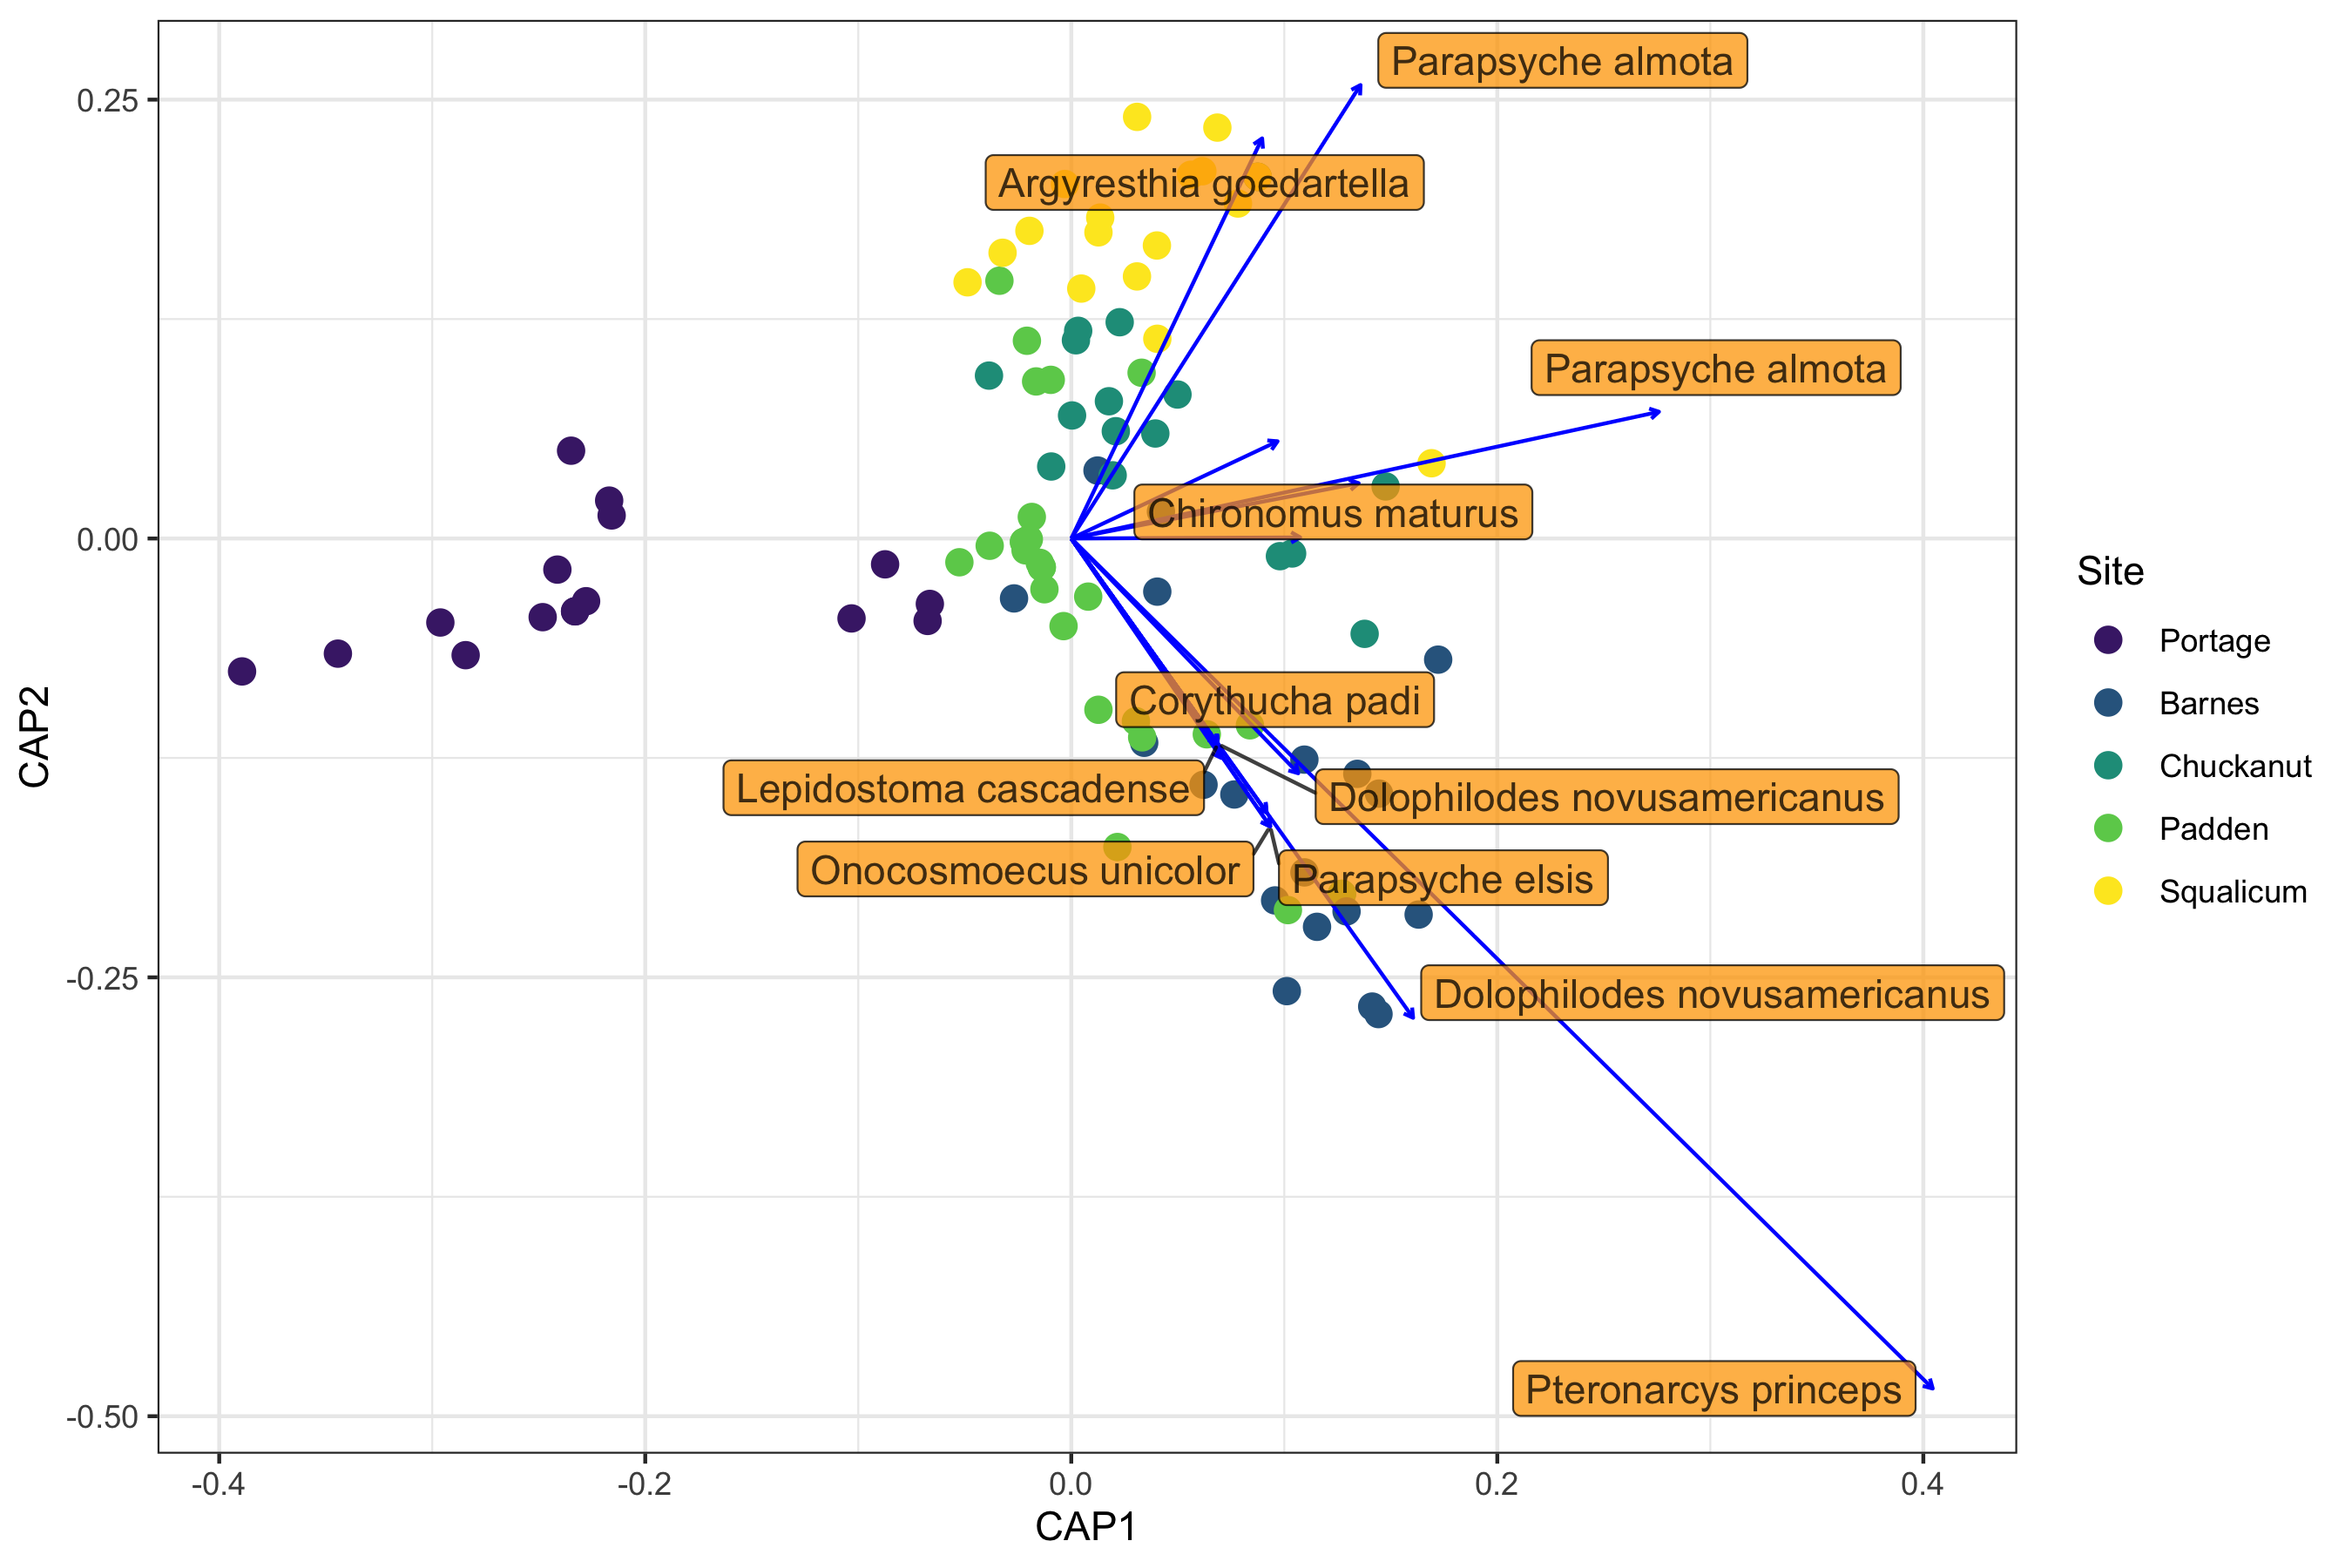 Parapsyche almota
0.25
Argyresthia goedartella
Parapsyche almota
Chironomus maturus
0.00
Site
Portage
Barnes
Chuckanut
Padden
Squalicum
Corythucha padi
CAP2
Lepidostoma cascadense
Dolophilodes novusamericanus
Onocosmoecus unicolor
Parapsyche elsis
-0.25
Dolophilodes novusamericanus
Pteronarcys princeps
-0.50
-0.4
-0.2
0.0
0.2
0.4
CAP1